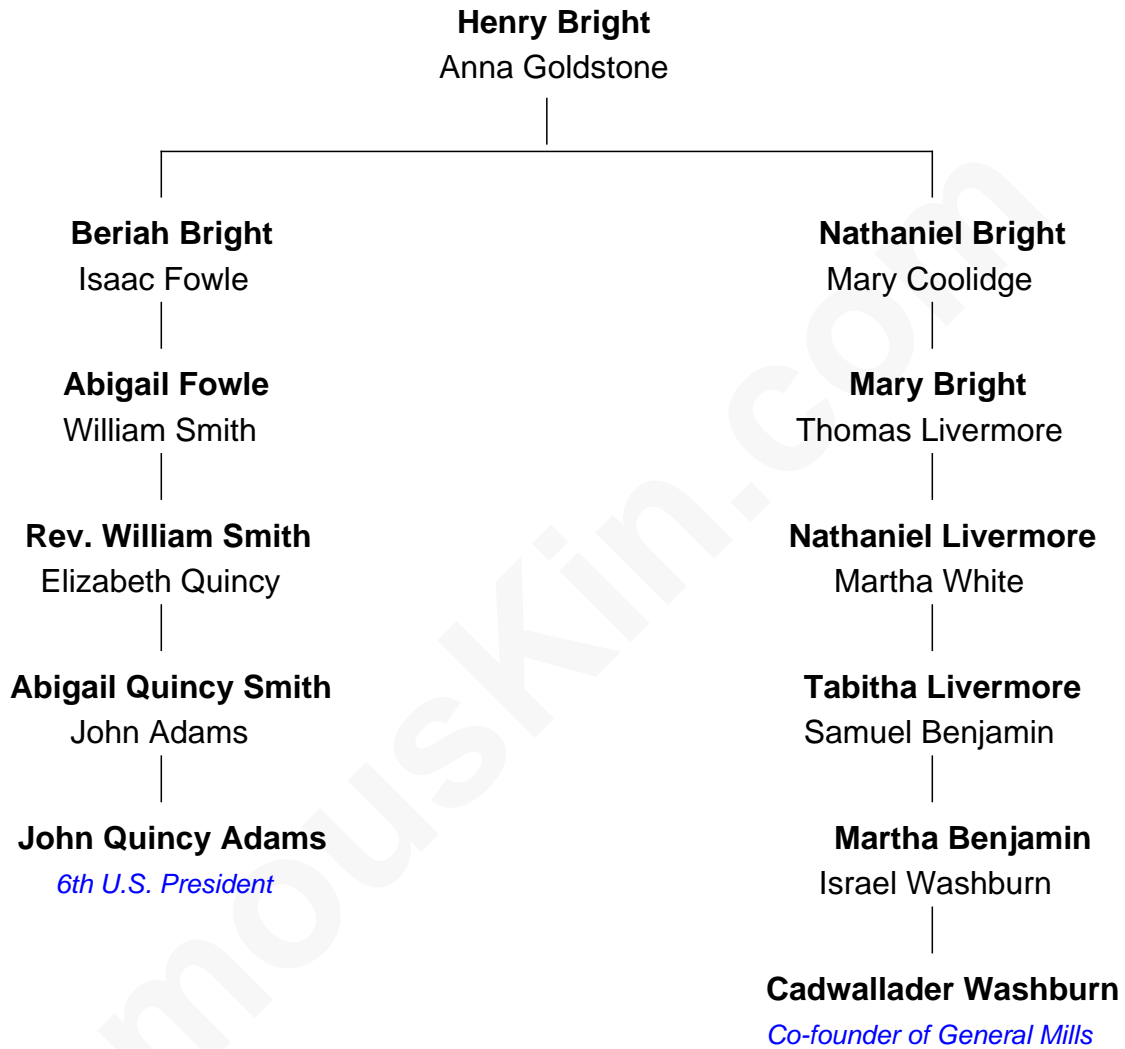 Henry Bright
Anna Goldstone
Beriah Bright
Isaac Fowle
Nathaniel Bright
Mary Coolidge
Abigail Fowle
William Smith
Mary Bright
Thomas Livermore
Rev. William Smith
Elizabeth Quincy
Nathaniel Livermore
Martha White
Abigail Quincy Smith
John Adams
Tabitha Livermore
Samuel Benjamin
John Quincy Adams
6th U.S. President
Martha Benjamin
Israel Washburn
Cadwallader Washburn
Co-founder of General Mills
mousKin.com